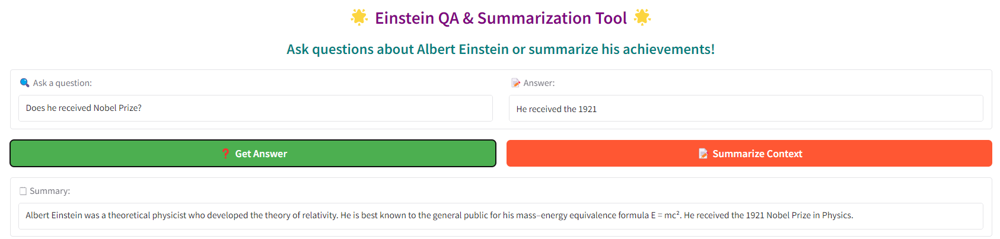 🌟 Einstein QA & Summarization Tool 🌟
Ask questions about Albert Einstein or summarize his achievements!
🔍 Ask a question:
Does he received Nobel Prize?
📝 Answer:
He received the 1921
❓ Get Answer
📝 Summarize Context
📋 Summary:
Albert Einstein was a theoretical physicist who developed the theory of relativity. He is best known to the general public for his mass–energy equivalence formula E = mc². He received the 1921 Nobel Prize in Physics.